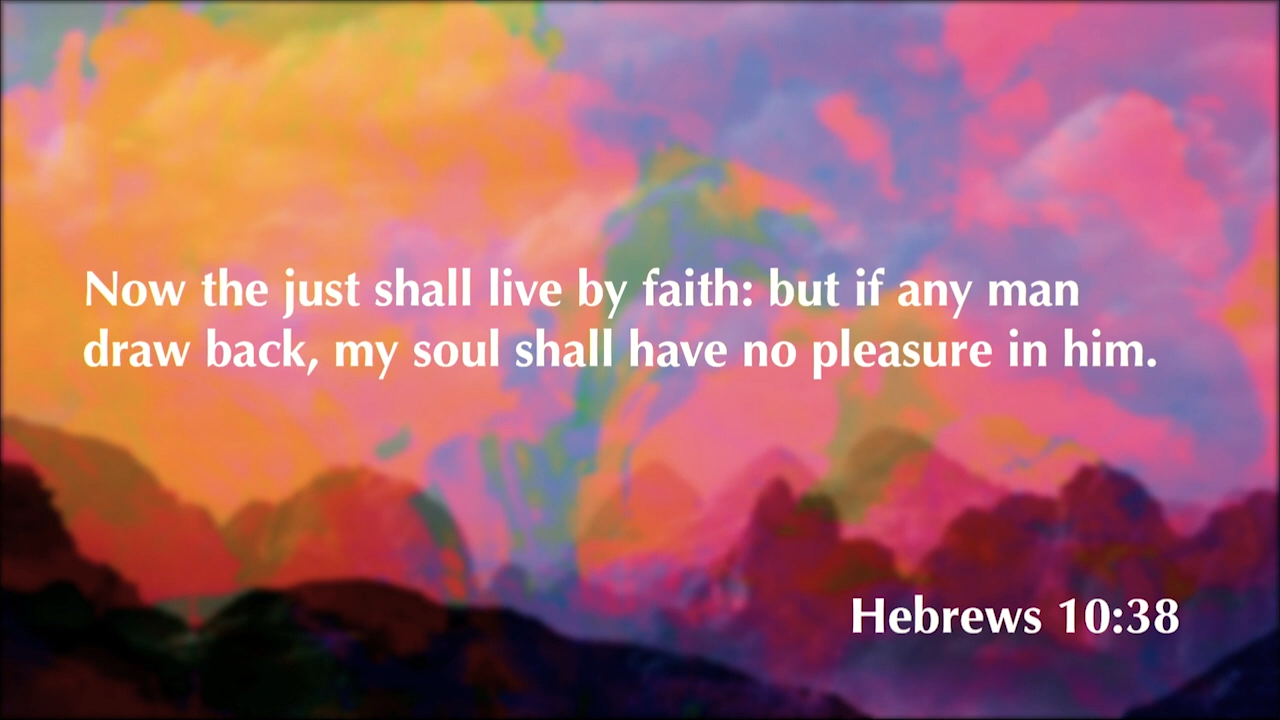 Now the just shall live by faith: but if any man
draw back, my soul shall have no pleasure in him.
Hebrews 10:38